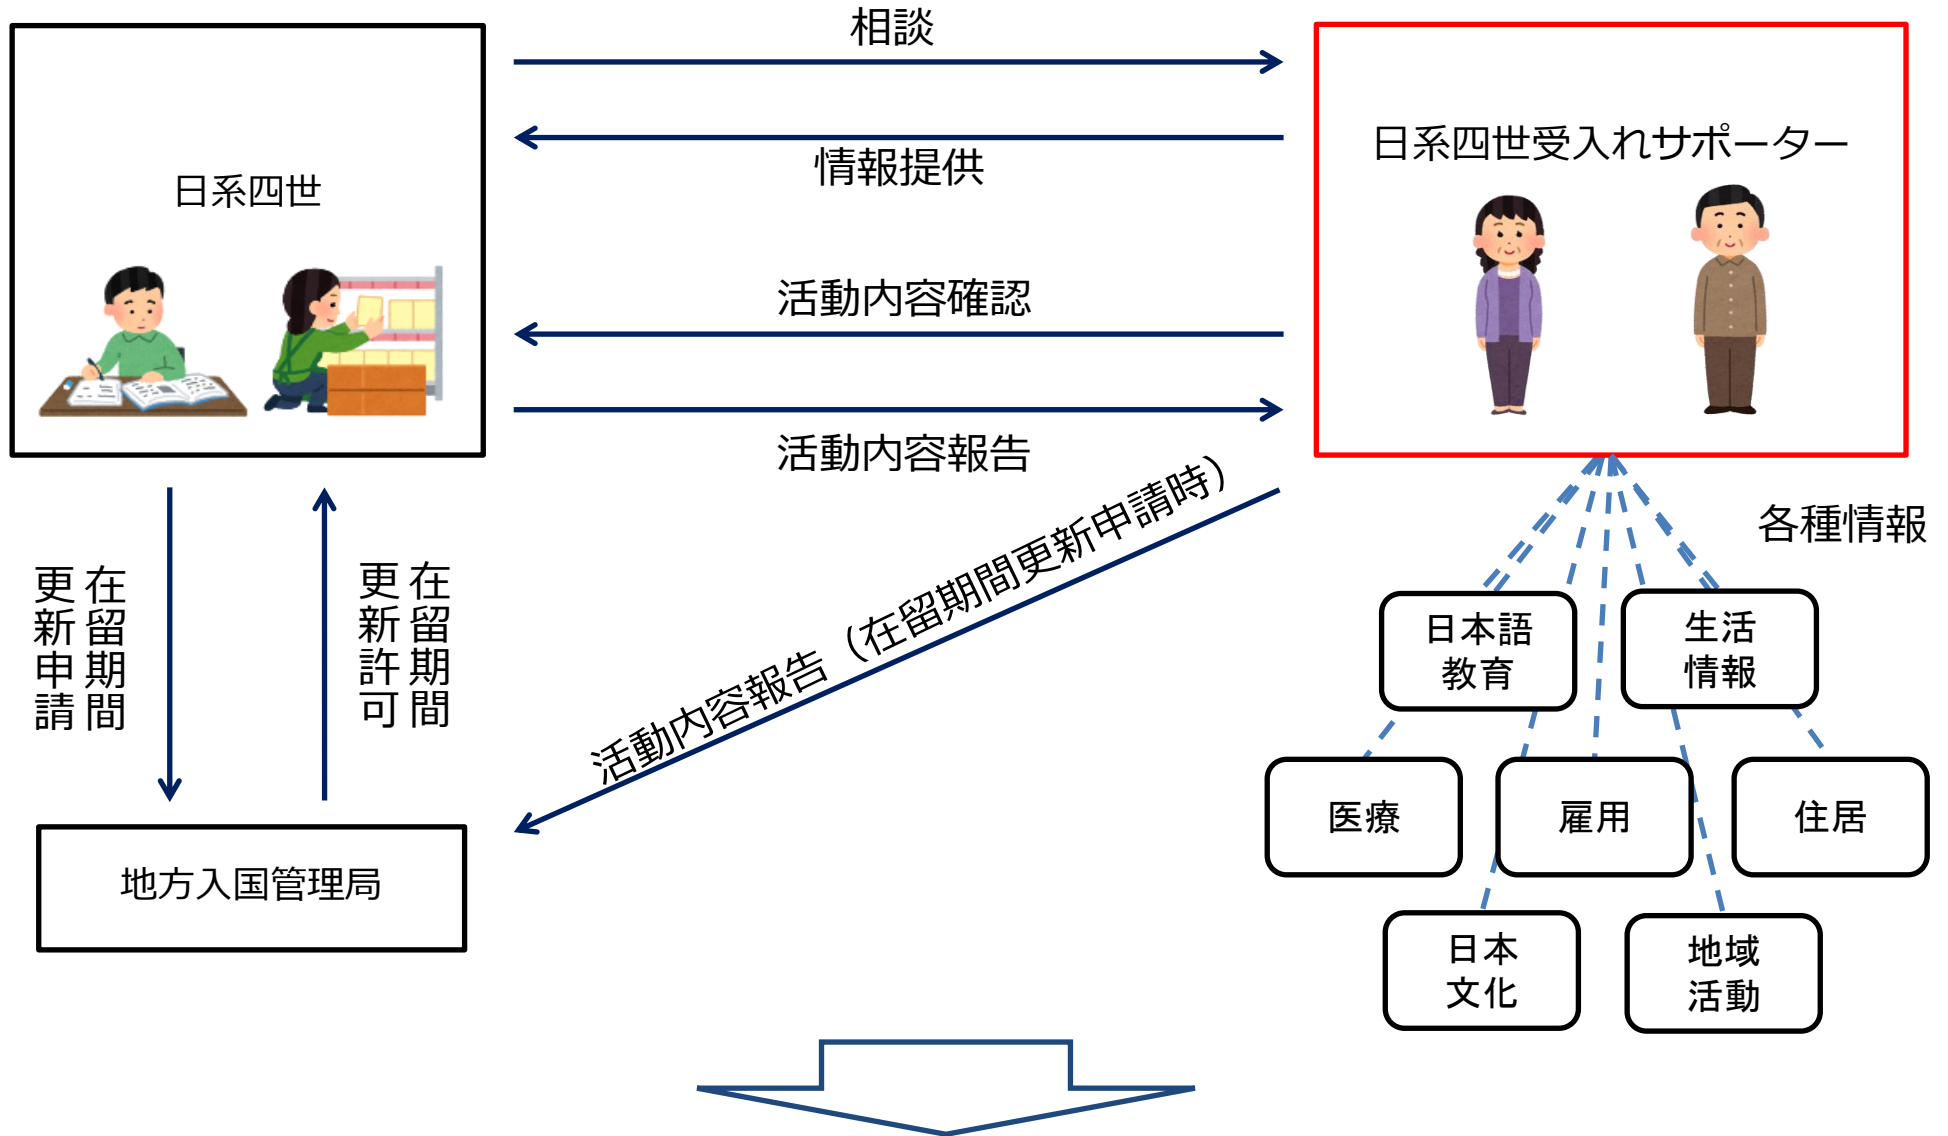 相談
日系四世受入れサポーター
情報提供
日系四世
活動内容確認
活動内容報告
活動内容報告（在留期間更新申請時）
各種情報
在留期間
更新申請
在留期間
更新許可
日本語
教育
生活
情報
医療
雇用
住居
地方入国管理局
日本
文化
地域
活動